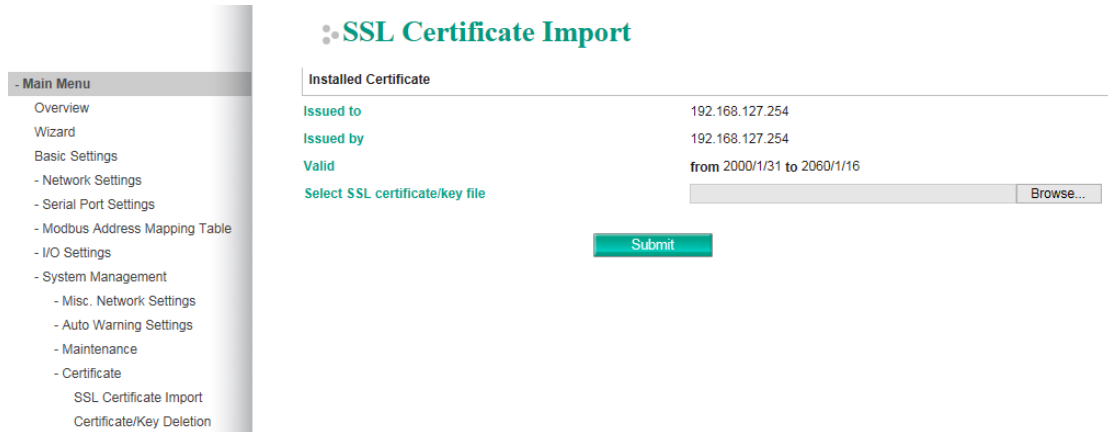 SSL Certificate Import
- Main Menu
Overview
Wizard
Basic Settings
- Network Settings
- Serial Port Settings
- Modbus Address Mapping Table
- I/O Settings
- System Management
- Misc. Network Settings
- Auto Warning Settings
- Maintenance
- Certificate
SSL Certificate Import
Certificate/Key Deletion
Installed Certificate
Issued to 192.168.127.254
Issued by 192.168.127.254
Valid from 2000/1/31 to 2060/1/16
Select SSL certificate/key file Browse...
Submit